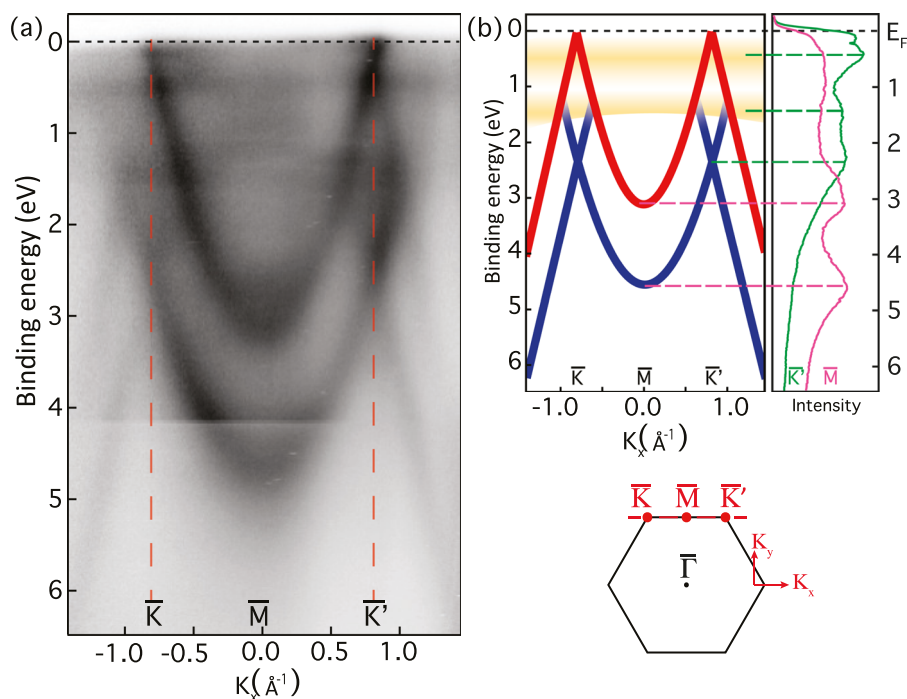 (a)
0
1
2
3
4
5
6
Binding energy (eV)
K̅
M̅
K̅’
-1.0
-0.5
0.0
0.5
1.0
Kx(Å-1)
(b)
0
1
2
3
4
5
6
Binding energy (eV)
K̅
M̅
K̅’
-1.0
0.0
1.0
Kx(Å-1)
EF
1
2
3
4
5
6
K̅’
M̅
Intensity
K̅
M̅
K̅’
Γ̅
Ky
Kx